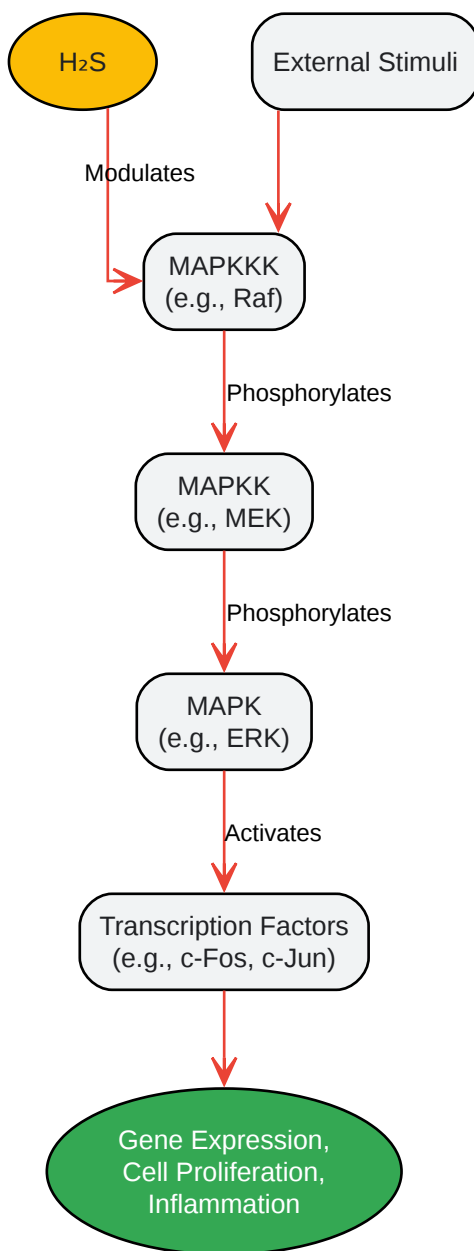 H₂S
External Stimuli
Modulates
MAPKKK
(e.g., Raf)
Phosphorylates
MAPKK
(e.g., MEK)
Phosphorylates
MAPK
(e.g., ERK)
Activates
Transcription Factors
(e.g., c-Fos, c-Jun)
Gene Expression,
Cell Proliferation,
Inflammation